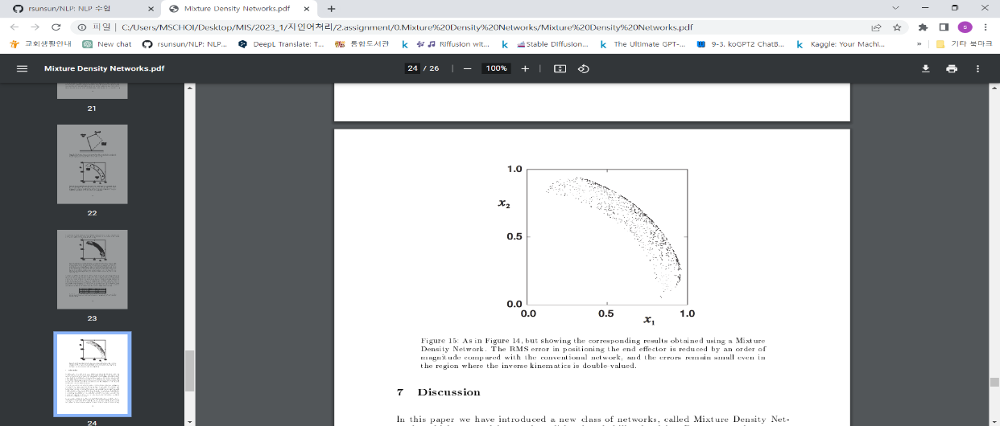 rsunsun/NLP: NLP 수업
Mixture Density Networks.pdf
파일 | C:/Users/MSCHOI/Desktop/MIS/2023_1/자연어처리/2.assignment/0.Mixture%20Density%20Networks/Mixture%20Density%20Networks.pdf
S
교회생활안내 New chat rsunsun/NLP: NLP... DeepL Translate: T... 통합도서관 Riffusion wit... Stable Diffusion... The Ultimate GPT-... 9-3. koGPT2 ChatB... Kaggle: Your Machi... » 기타 북마크
Mixture Density Networks.pdf 24 / 26 | − 100% + |
21
22
23
24
1.0
x2
0.5
0.0
0.0 0.5 1.0
x1
Figure 15: As in Figure 14, but showing the corresponding results obtained using a Mixture
Density Network. The RMS error in positioning the end effector is reduced by an order of
magnitude compared with the conventional network, and the errors remain small even in
the region where the inverse kinematics is double-valued.
7 Discussion
In this paper we have introduced a new class of networks, called Mixture Density Net-